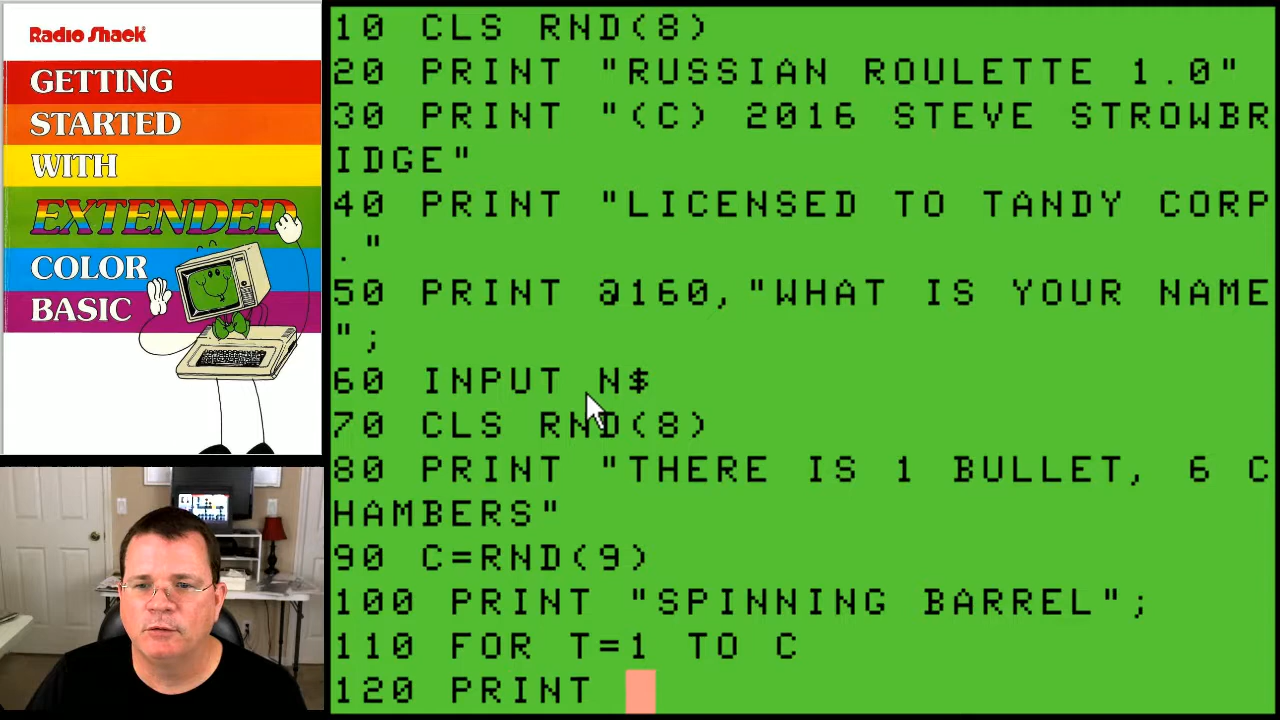 Radio Shack
GETTING
STARTED
WITH
EXTENDED
COLOR
BASIC
10 CLS RND(8)
20 PRINT "RUSSIAN ROULETTE 1.0"
30 PRINT "(C) 2016 STEVE STROWBR
IDGE"
40 PRINT "LICENSED TO TANDY CORP
."
50 PRINT @160,"WHAT IS YOUR NAME
";
60 INPUT N$
70 CLS RND(8)
80 PRINT "THERE IS 1 BULLET, 6 C
HAMBERS"
90 C=RND(9)
100 PRINT "SPINNING BARREL";
110 FOR T=1 TO C
120 PRINT